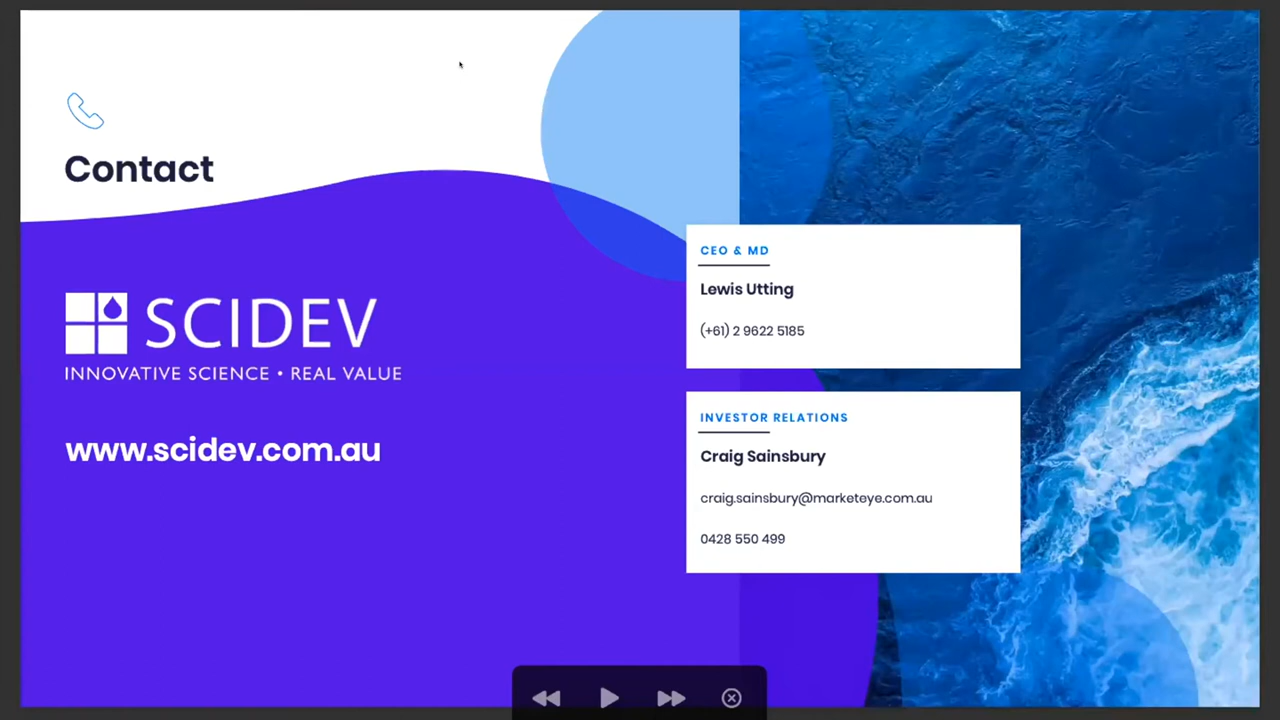 Contact
SCIDEV
INNOVATIVE SCIENCE • REAL VALUE
www.scidev.com.au
CEO & MD
Lewis Utting
(+61) 2 9622 5185
INVESTOR RELATIONS
Craig Sainsbury
craig.sainsbury@marketeye.com.au
0428 550 499